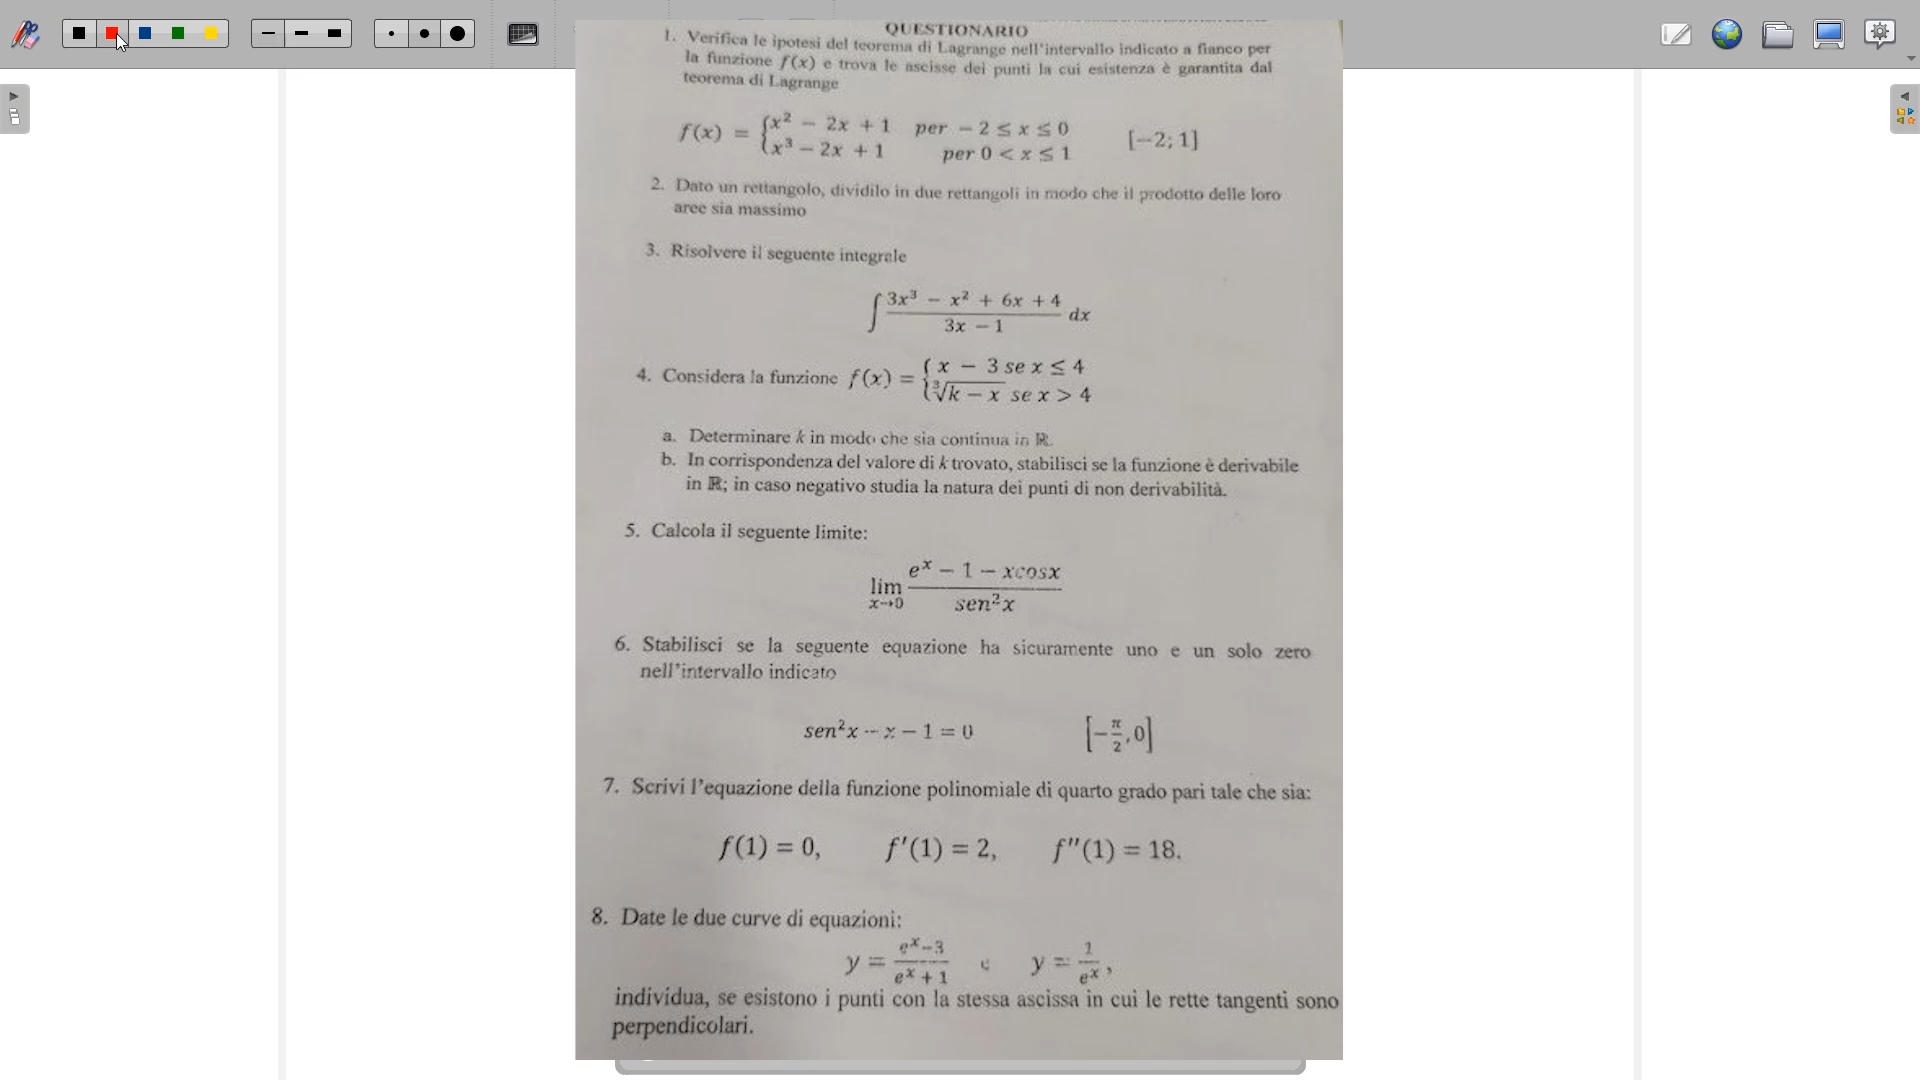 QUESTIONARIO
1. Verifica le ipotesi del teorema di Lagrange nell'intervallo indicato a fianco per
la funzione f(x) e trova le ascisse dei punti la cui esistenza è garantita dal
teorema di Lagrange
f(x) = { x² − 2x + 1 per − 2 ≤ x ≤ 0 [−2; 1]
x³ − 2x + 1 per 0 < x ≤ 1
2. Dato un rettangolo, dividilo in due rettangoli in modo che il prodotto delle loro
aree sia massimo
3. Risolvere il seguente integrale
∫ (3x³ − x² + 6x + 4)/(3x − 1) dx
4. Considera la funzione f(x) = { x − 3 se x ≤ 4
∛(k − x) se x > 4
a. Determinare k in modo che sia continua in ℝ.
b. In corrispondenza del valore di k trovato, stabilisci se la funzione è derivabile
in ℝ; in caso negativo studia la natura dei punti di non derivabilità.
5. Calcola il seguente limite:
lim x→0 (eˣ − 1 − xcosx)/(sen²x)
6. Stabilisci se la seguente equazione ha sicuramente uno e un solo zero
nell'intervallo indicato
sen²x − x − 1 = 0 [−π/2, 0]
7. Scrivi l'equazione della funzione polinomiale di quarto grado pari tale che sia:
f(1) = 0, f′(1) = 2, f″(1) = 18.
8. Date le due curve di equazioni:
y = (eˣ−3)/(eˣ + 1) e y = 1/eˣ,
individua, se esistono i punti con la stessa ascissa in cui le rette tangenti sono
perpendicolari.